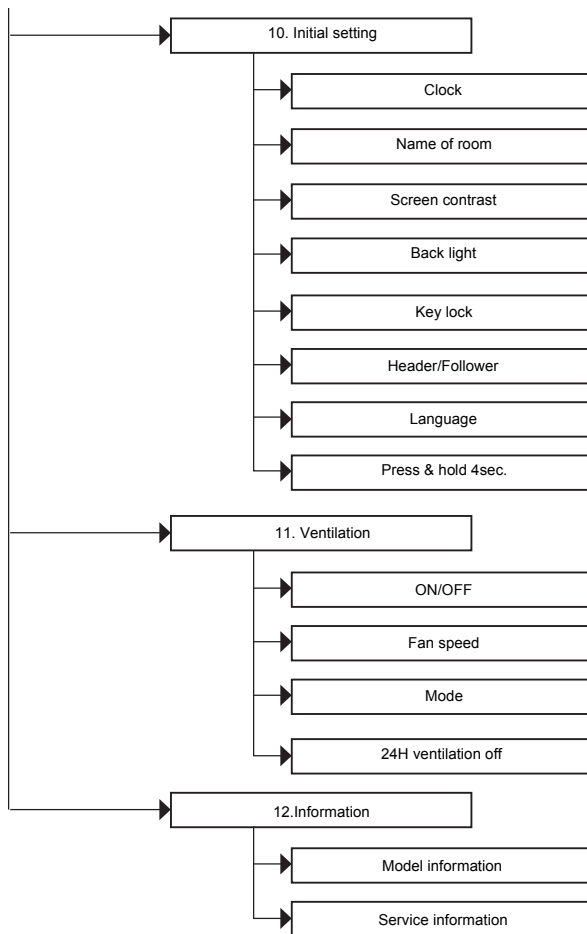 10. Initial setting
Clock
Name of room
Screen contrast
Back light
Key lock
Header/Follower
Language
Press & hold 4sec.
11. Ventilation
ON/OFF
Fan speed
Mode
24H ventilation off
12.Information
Model information
Service information